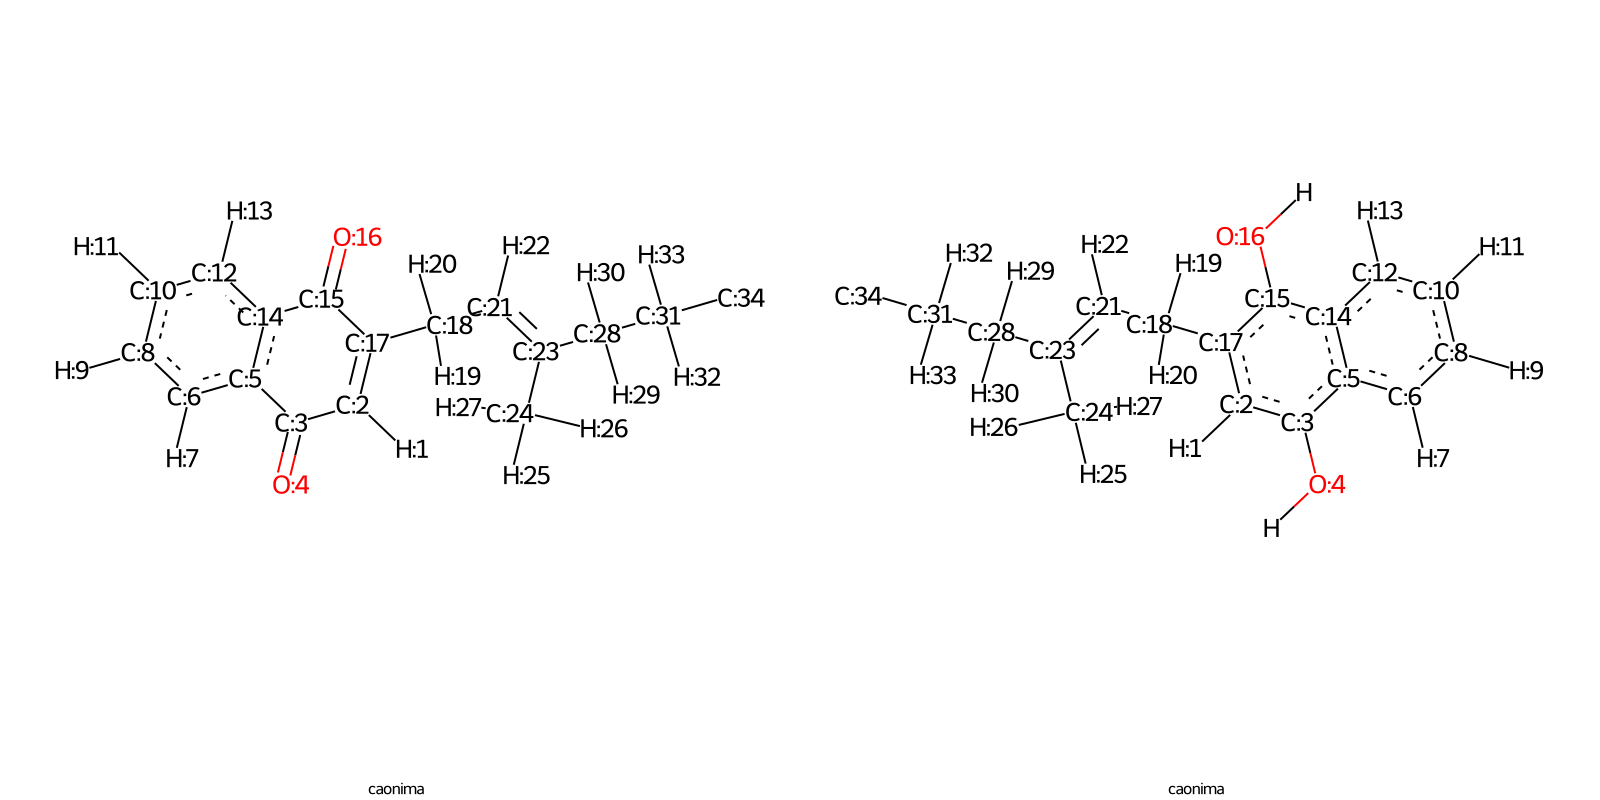 H
H:13 O:16 H:13
H:11 O:16 H:11
H:22 H:22
H:20 H:30 H:33 H:32 H:29 H:19
C:12 C:12
C:10 C:15 C:21 C:34 C:34 C:21 C:15 C:10
C:14 C:18 C:28 C:31 C:31 C:28 C:18 C:14
C:8 C:17 C:23 C:23 C:17 C:8
H:9 C:5 H:19 H:32 H:33 H:20 C:5 H:9
C:6 C:2 H:27 C:24 H:29 H:30 C:24 H:27 C:2 C:6
C:3 H:26 H:26 C:3
H:7 H:1 H:1 H:7
O:4 H:25 H:25 O:4
H
caonima caonima